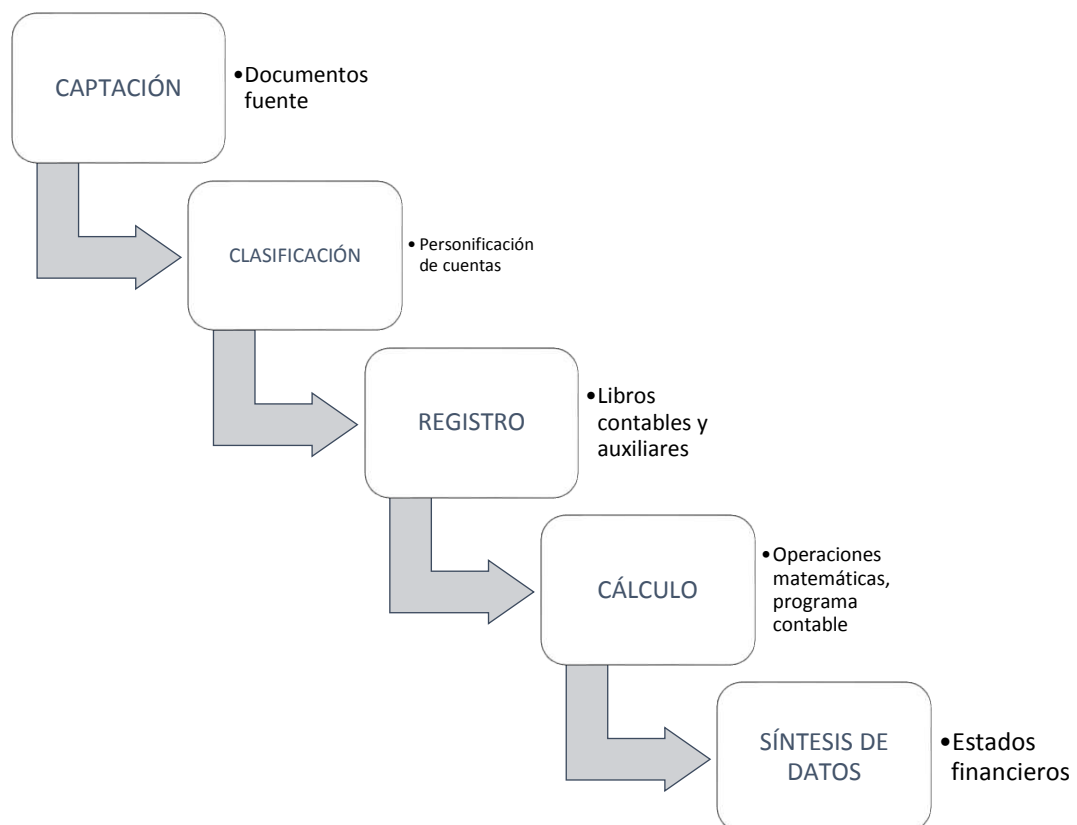 CAPTACIÓN
•Documentos
fuente
CLASIFICACIÓN
• Personificación
de cuentas
REGISTRO
•Libros
contables y
auxiliares
CÁLCULO
•Operaciones
matemáticas,
programa
contable
SÍNTESIS DE
DATOS
•Estados
financieros